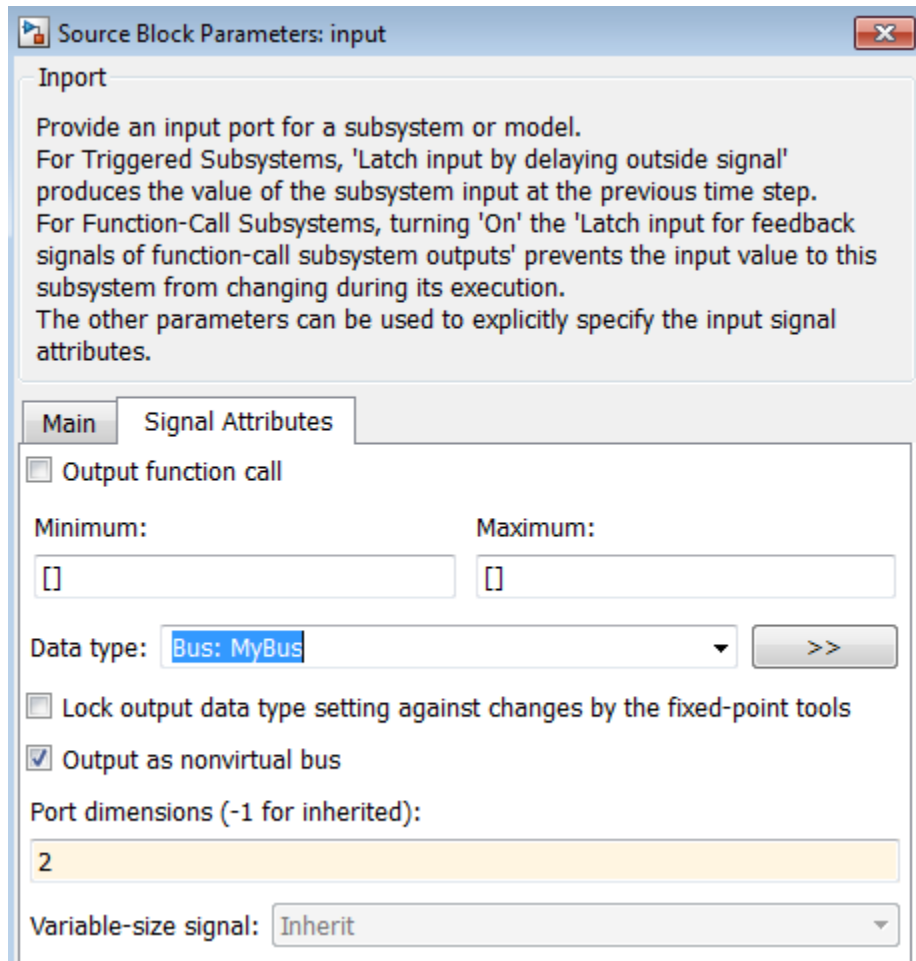 Source Block Parameters: input
Inport
Provide an input port for a subsystem or model.
For Triggered Subsystems, 'Latch input by delaying outside signal'
produces the value of the subsystem input at the previous time step.
For Function-Call Subsystems, turning 'On' the 'Latch input for feedback
signals of function-call subsystem outputs' prevents the input value to this
subsystem from changing during its execution.
The other parameters can be used to explicitly specify the input signal
attributes.
Main Signal Attributes
Output function call
Minimum: Maximum:
[] []
Data type: Bus: MyBus >>
Lock output data type setting against changes by the fixed-point tools
Output as nonvirtual bus
Port dimensions (-1 for inherited):
2
Variable-size signal: Inherit